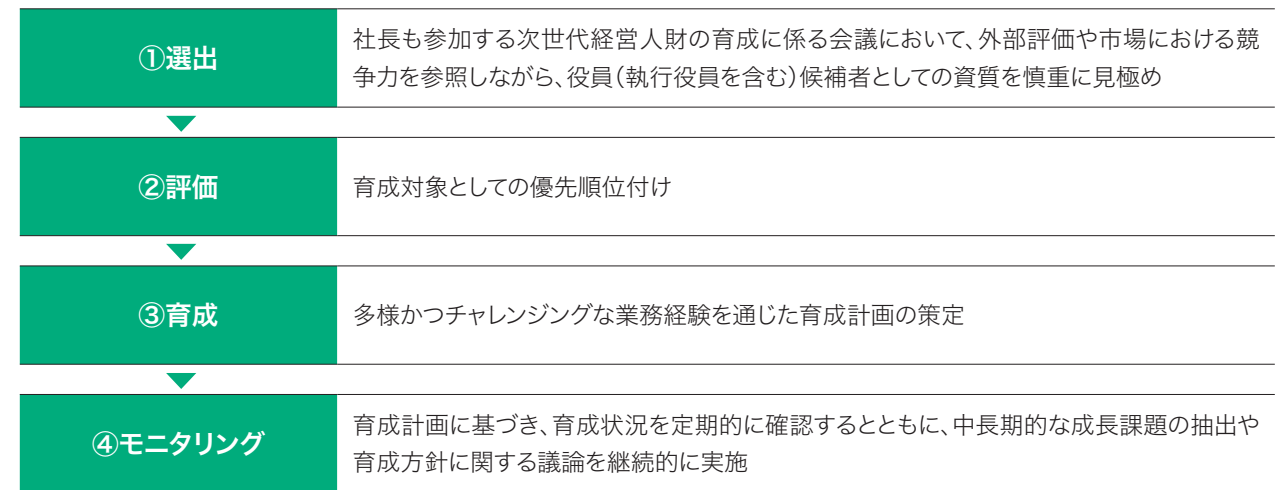 ①選出
社長も参加する次世代経営人財の育成に係る会議において、外部評価や市場における競
争力を参照しながら、役員（執行役員を含む）候補者としての資質を慎重に見極め
②評価
育成対象としての優先順位付け
③育成
多様かつチャレンジングな業務経験を通じた育成計画の策定
④モニタリング
育成計画に基づき、育成状況を定期的に確認するとともに、中長期的な成長課題の抽出や
育成方針に関する議論を継続的に実施